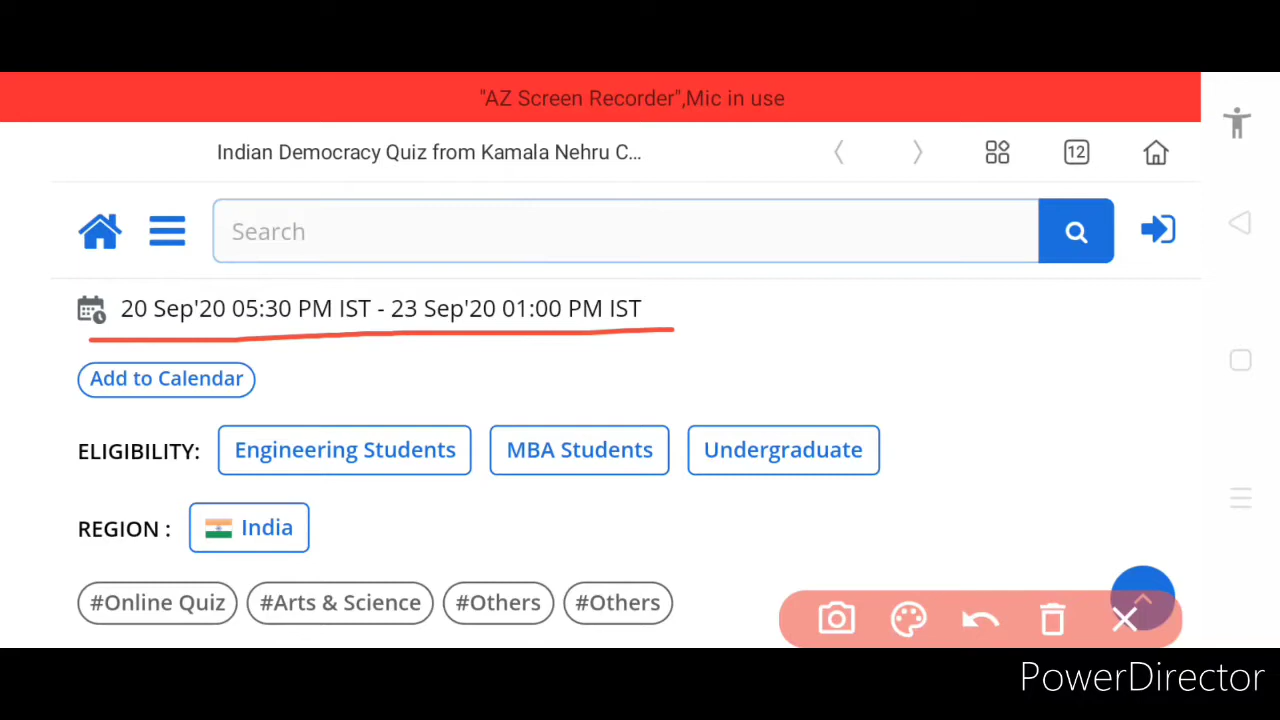 "AZ Screen Recorder",Mic in use
Indian Democracy Quiz from Kamala Nehru C...
12
Search
20 Sep'20 05:30 PM IST - 23 Sep'20 01:00 PM IST
Add to Calendar
ELIGIBILITY: Engineering Students MBA Students Undergraduate
REGION : India
#Online Quiz #Arts & Science #Others #Others
PowerDirector